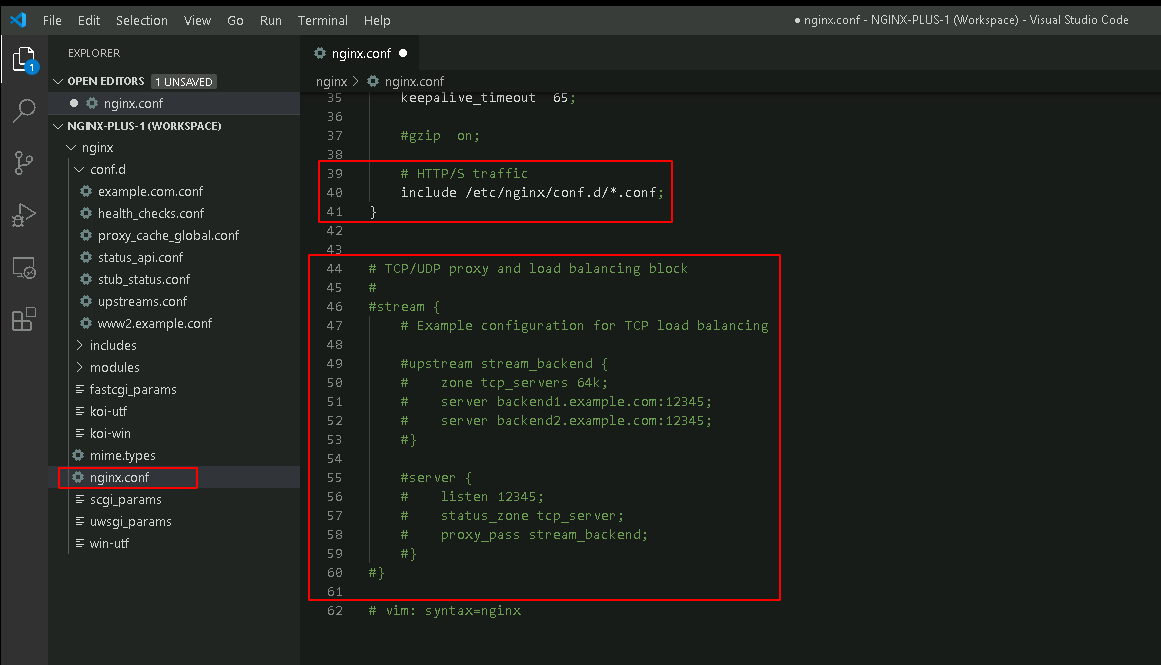 File Edit Selection View Go Run Terminal Help
● nginx.conf - NGINX-PLUS-1 (Workspace) - Visual Studio Code
1
EXPLORER
OPEN EDITORS 1 UNSAVED
nginx.conf
NGINX-PLUS-1 (WORKSPACE)
nginx
conf.d
example.com.conf
health_checks.conf
proxy_cache_global.conf
status_api.conf
stub_status.conf
upstreams.conf
www2.example.conf
includes
modules
fastcgi_params
koi-utf
koi-win
mime.types
nginx.conf
scgi_params
uwsgi_params
win-utf
nginx.conf ●
nginx > nginx.conf
35     keepalive_timeout  65;
36
37     #gzip  on;
38
39     # HTTP/S traffic
40     include /etc/nginx/conf.d/*.conf;
41 }
42
43
44 # TCP/UDP proxy and load balancing block
45 #
46 #stream {
47     # Example configuration for TCP load balancing
48
49     #upstream stream_backend {
50     #    zone tcp_servers 64k;
51     #    server backend1.example.com:12345;
52     #    server backend2.example.com:12345;
53     #}
54
55     #server {
56     #    listen 12345;
57     #    status_zone tcp_server;
58     #    proxy_pass stream_backend;
59     #}
60 #}
61
62 # vim: syntax=nginx